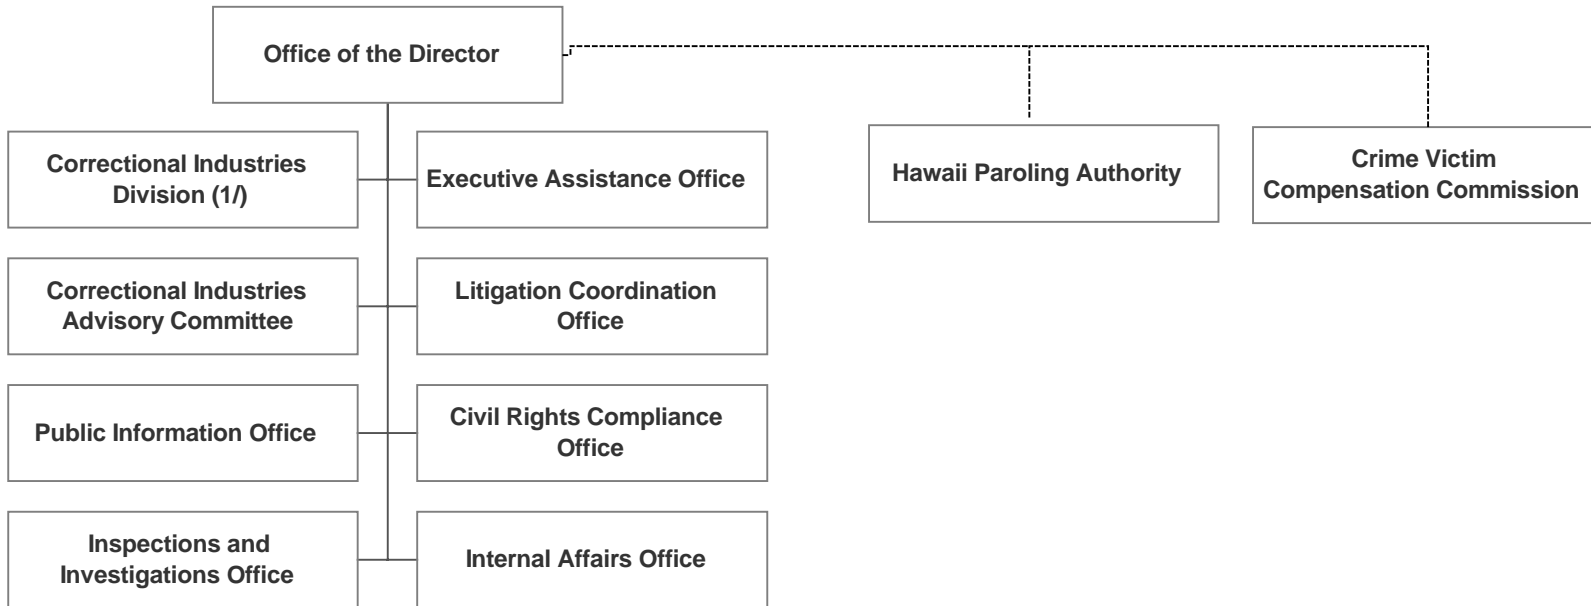 Office of the Director
Correctional Industries
Division (1/)
Executive Assistance Office
Hawaii Paroling Authority
Crime Victim
Compensation Commission
Correctional Industries
Advisory Committee
Litigation Coordination
Office
Public Information Office
Civil Rights Compliance
Office
Inspections and
Investigations Office
Internal Affairs Office